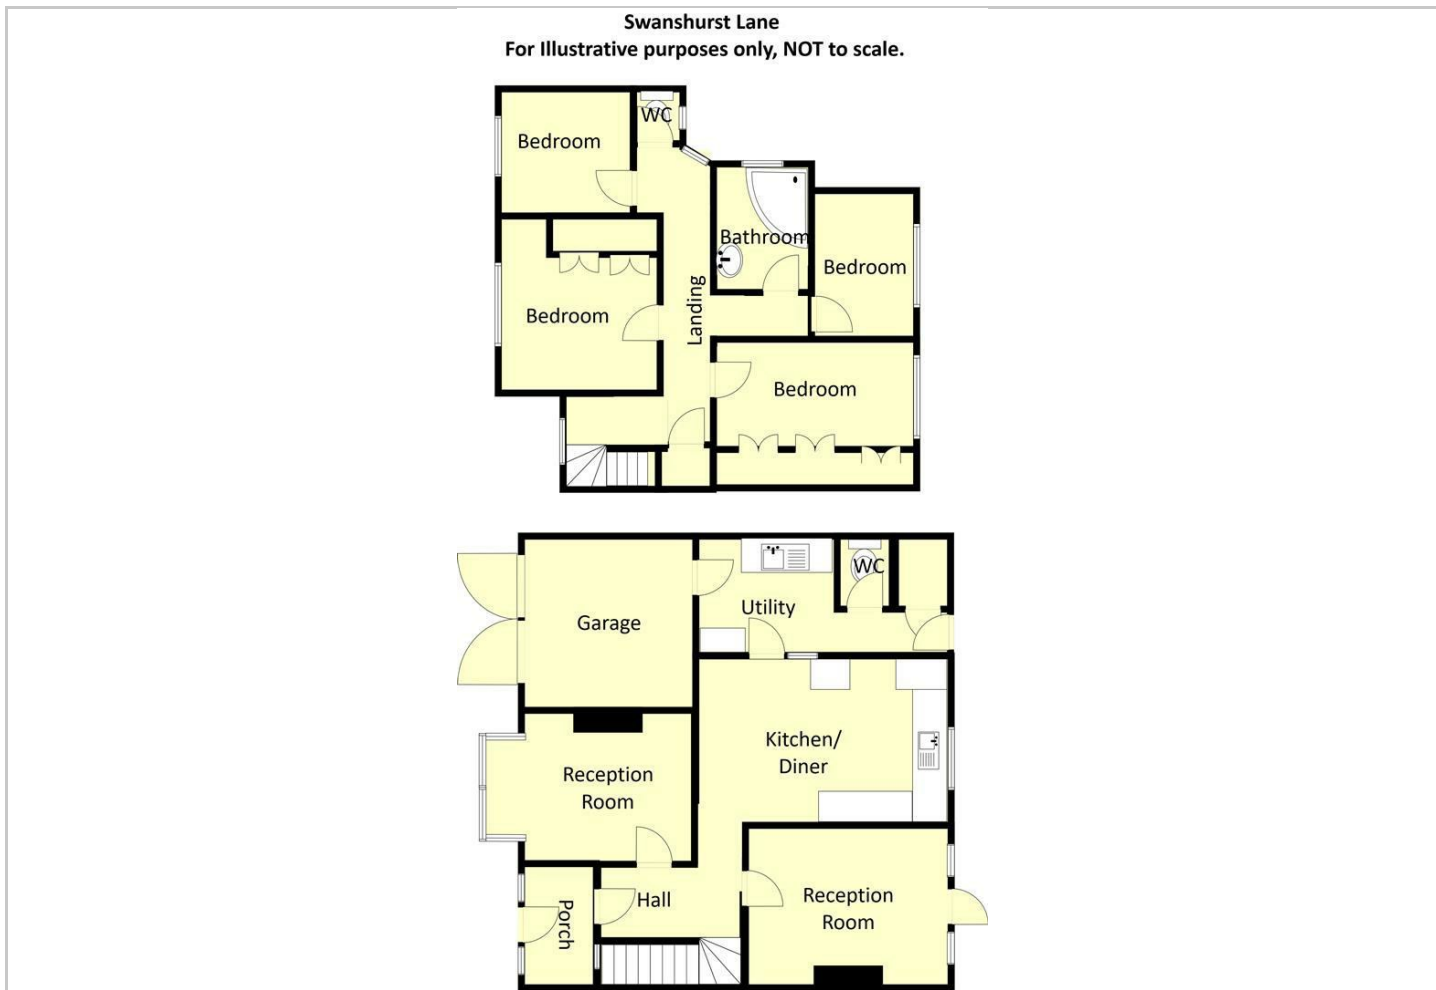 Swanshurst Lane
For Illustrative purposes only, NOT to scale.
WC
Bedroom
Bathroom
Bedroom
Landing
Bedroom
Bedroom
WC
Utility
Garage
Kitchen/
Diner
Reception
Room
Hall
Porch
Reception
Room